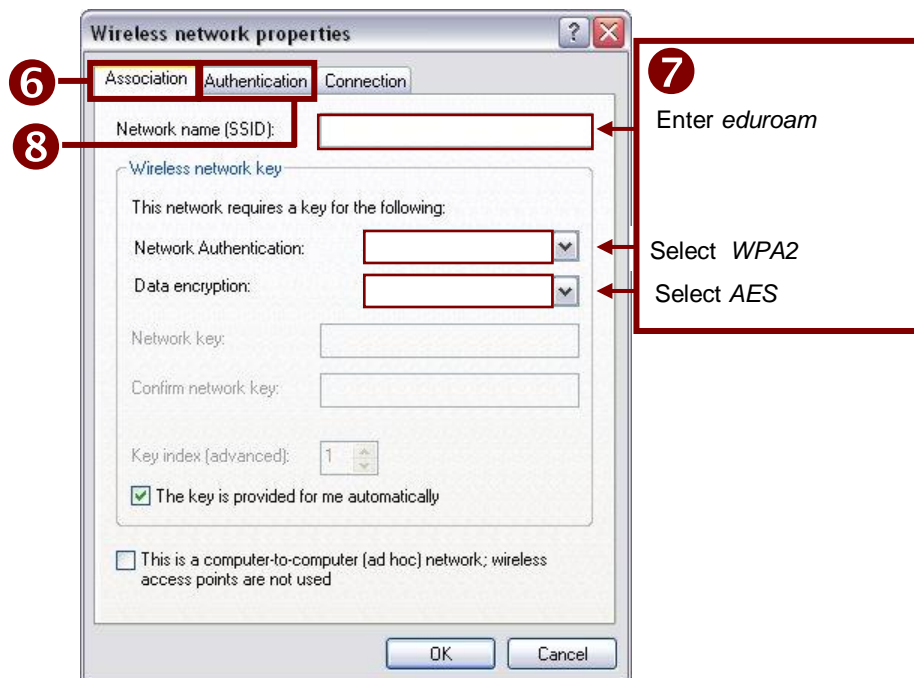 Wireless network properties
6
Association Authentication Connection
7
Enter eduroam
8
Network name (SSID):
Wireless network key
This network requires a key for the following:
Network Authentication:
Select WPA2
Data encryption:
Select AES
Network key:
Confirm network key:
Key index (advanced): 1
The key is provided for me automatically
This is a computer-to-computer (ad hoc) network; wireless
access points are not used
OK Cancel